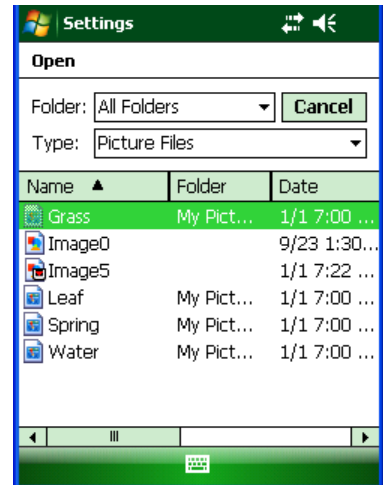 Settings
Open
Folder: All Folders Cancel
Type: Picture Files
Name Folder Date
Grass My Pict... 1/1 7:00 ...
Image0 9/23 1:30...
Image5 1/1 7:22 ...
Leaf My Pict... 1/1 7:00 ...
Spring My Pict... 1/1 7:00 ...
Water My Pict... 1/1 7:00 ...